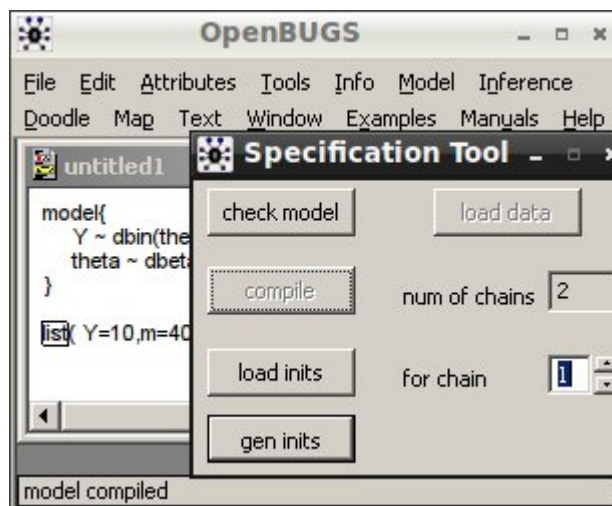 OpenBUGS
File Edit Attributes Tools Info Model Inference
Doodle Map Text Window Examples Manuals Help
untitled1
model{
Y ~ dbin(the
theta ~ dbeta
}
list( Y=10,m=40
Specification Tool
check model
load data
compile
num of chains 2
load inits
for chain 1
gen inits
model compiled